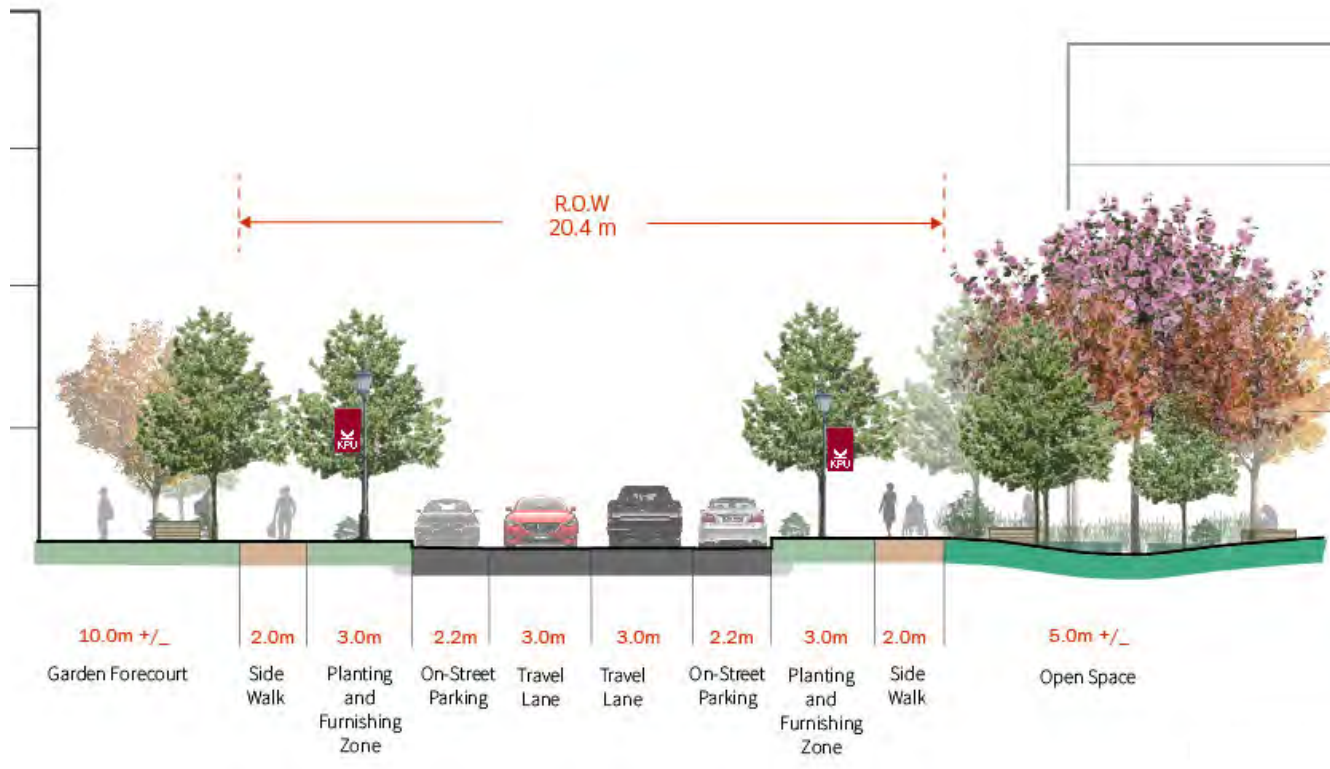 R.O.W
20.4 m
KPU
KPU
10.0m +/_
2.0m
3.0m
2.2m
3.0m
3.0m
2.2m
3.0m
2.0m
5.0m +/_
Garden Forecourt
Side
Walk
Planting
and
Furnishing
Zone
On-Street
Parking
Travel
Lane
Travel
Lane
On-Street
Parking
Planting
and
Furnishing
Zone
Side
Walk
Open Space